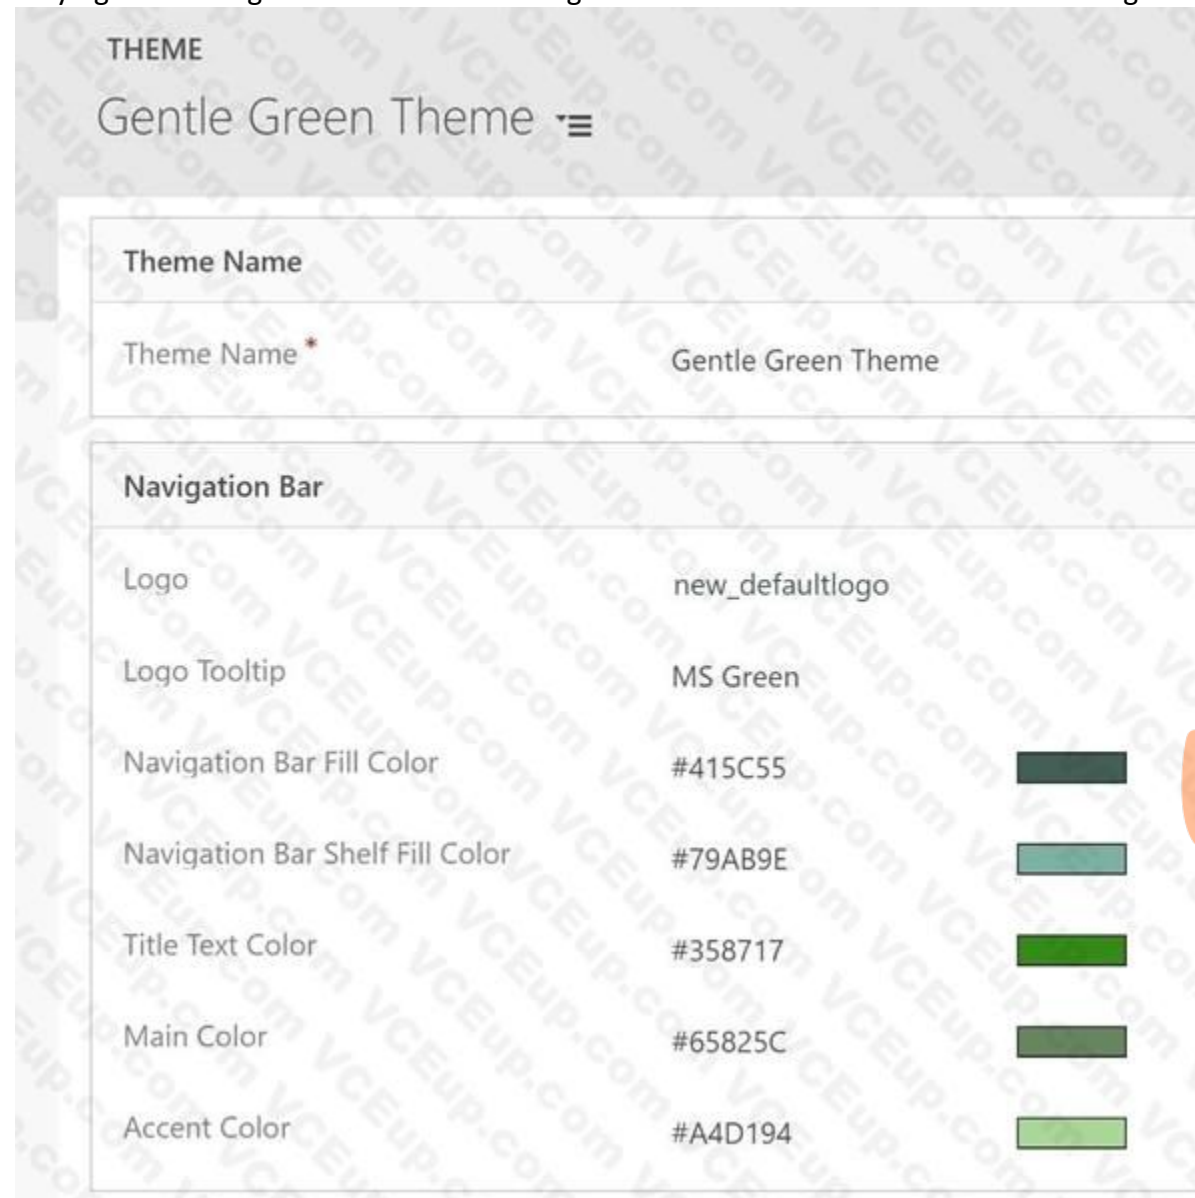 THEME
Gentle Green Theme
Theme Name
Theme Name * Gentle Green Theme
Navigation Bar
Logo new_defaultlogo
Logo Tooltip MS Green
Navigation Bar Fill Color #415C55
Navigation Bar Shelf Fill Color #79AB9E
Title Text Color #358717
Main Color #65825C
Accent Color #A4D194
VCEup.com